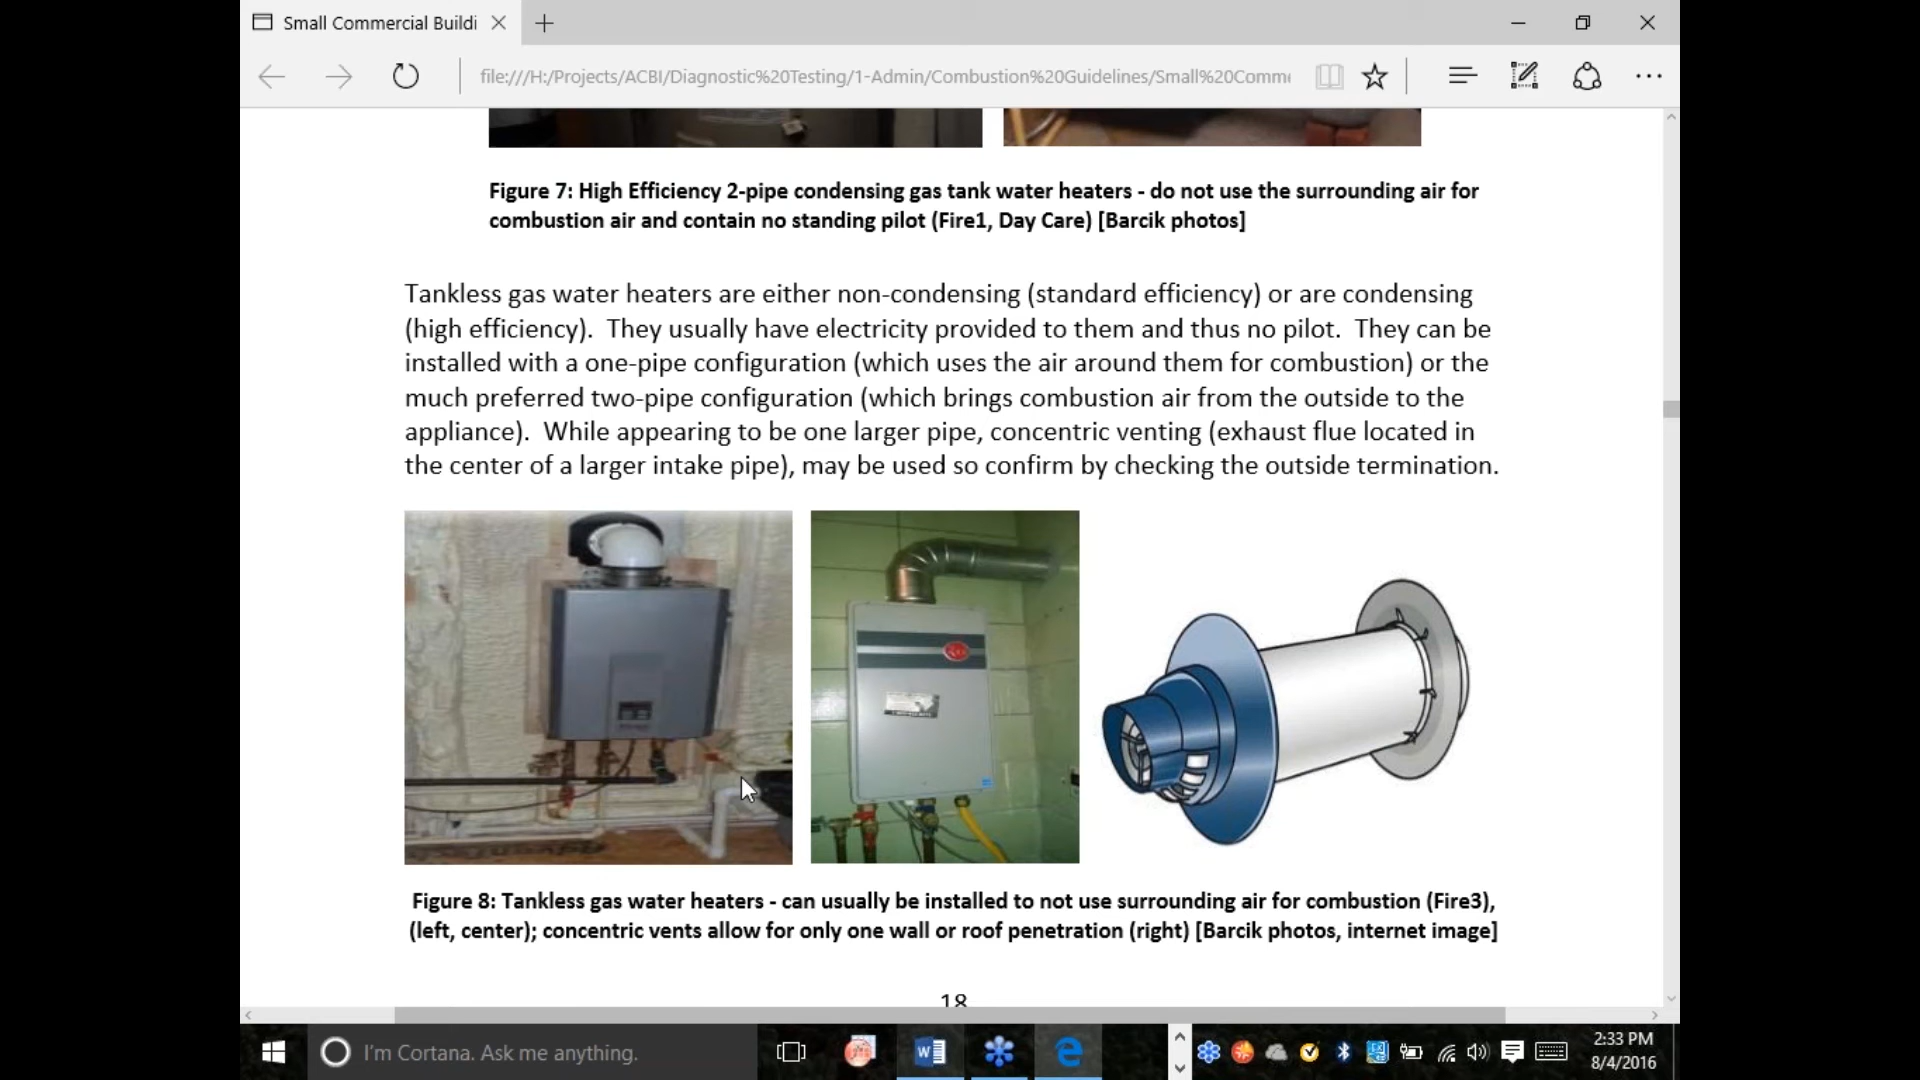 Small Commercial Buildi
file:///H:/Projects/ACBI/Diagnostic%20Testing/1-Admin/Combustion%20Guidelines/Small%20Comme
Figure 7: High Efficiency 2-pipe condensing gas tank water heaters - do not use the surrounding air for
combustion air and contain no standing pilot (Fire1, Day Care) [Barcik photos]
Tankless gas water heaters are either non-condensing (standard efficiency) or are condensing
(high efficiency).  They usually have electricity provided to them and thus no pilot.  They can be
installed with a one-pipe configuration (which uses the air around them for combustion) or the
much preferred two-pipe configuration (which brings combustion air from the outside to the
appliance).  While appearing to be one larger pipe, concentric venting (exhaust flue located in
the center of a larger intake pipe), may be used so confirm by checking the outside termination.
Figure 8: Tankless gas water heaters - can usually be installed to not use surrounding air for combustion (Fire3),
(left, center); concentric vents allow for only one wall or roof penetration (right) [Barcik photos, internet image]
18
I'm Cortana. Ask me anything.
2:33 PM
8/4/2016